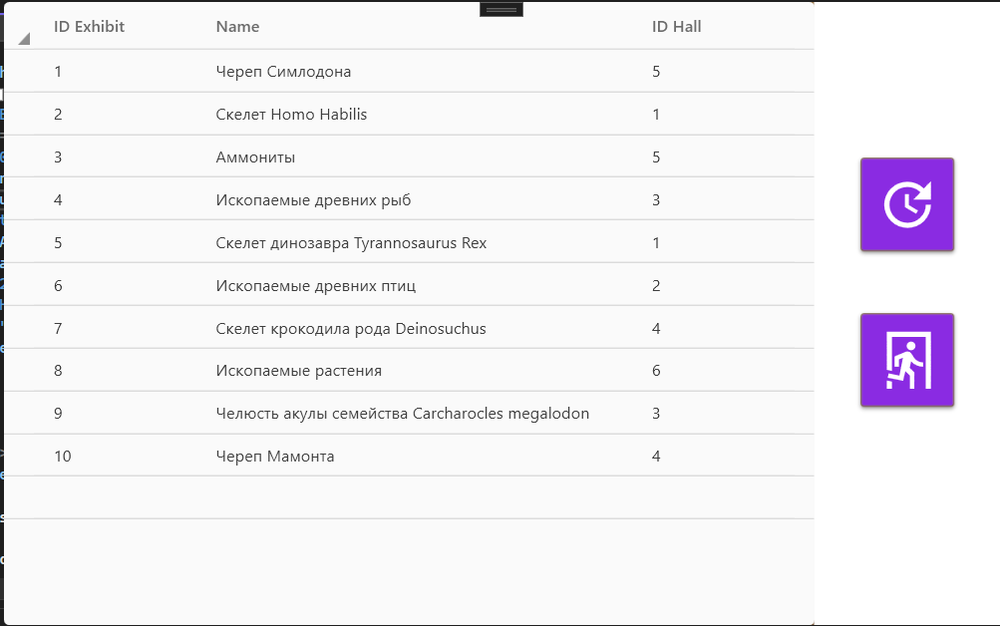 ID Exhibit Name ID Hall
1 Череп Симлодона 5
2 Скелет Homo Habilis 1
3 Аммониты 5
4 Ископаемые древних рыб 3
5 Скелет динозавра Tyrannosaurus Rex 1
6 Ископаемые древних птиц 2
7 Скелет крокодила рода Deinosuchus 4
8 Ископаемые растения 6
9 Челюсть акулы семейства Carcharocles megalodon 3
10 Череп Мамонта 4